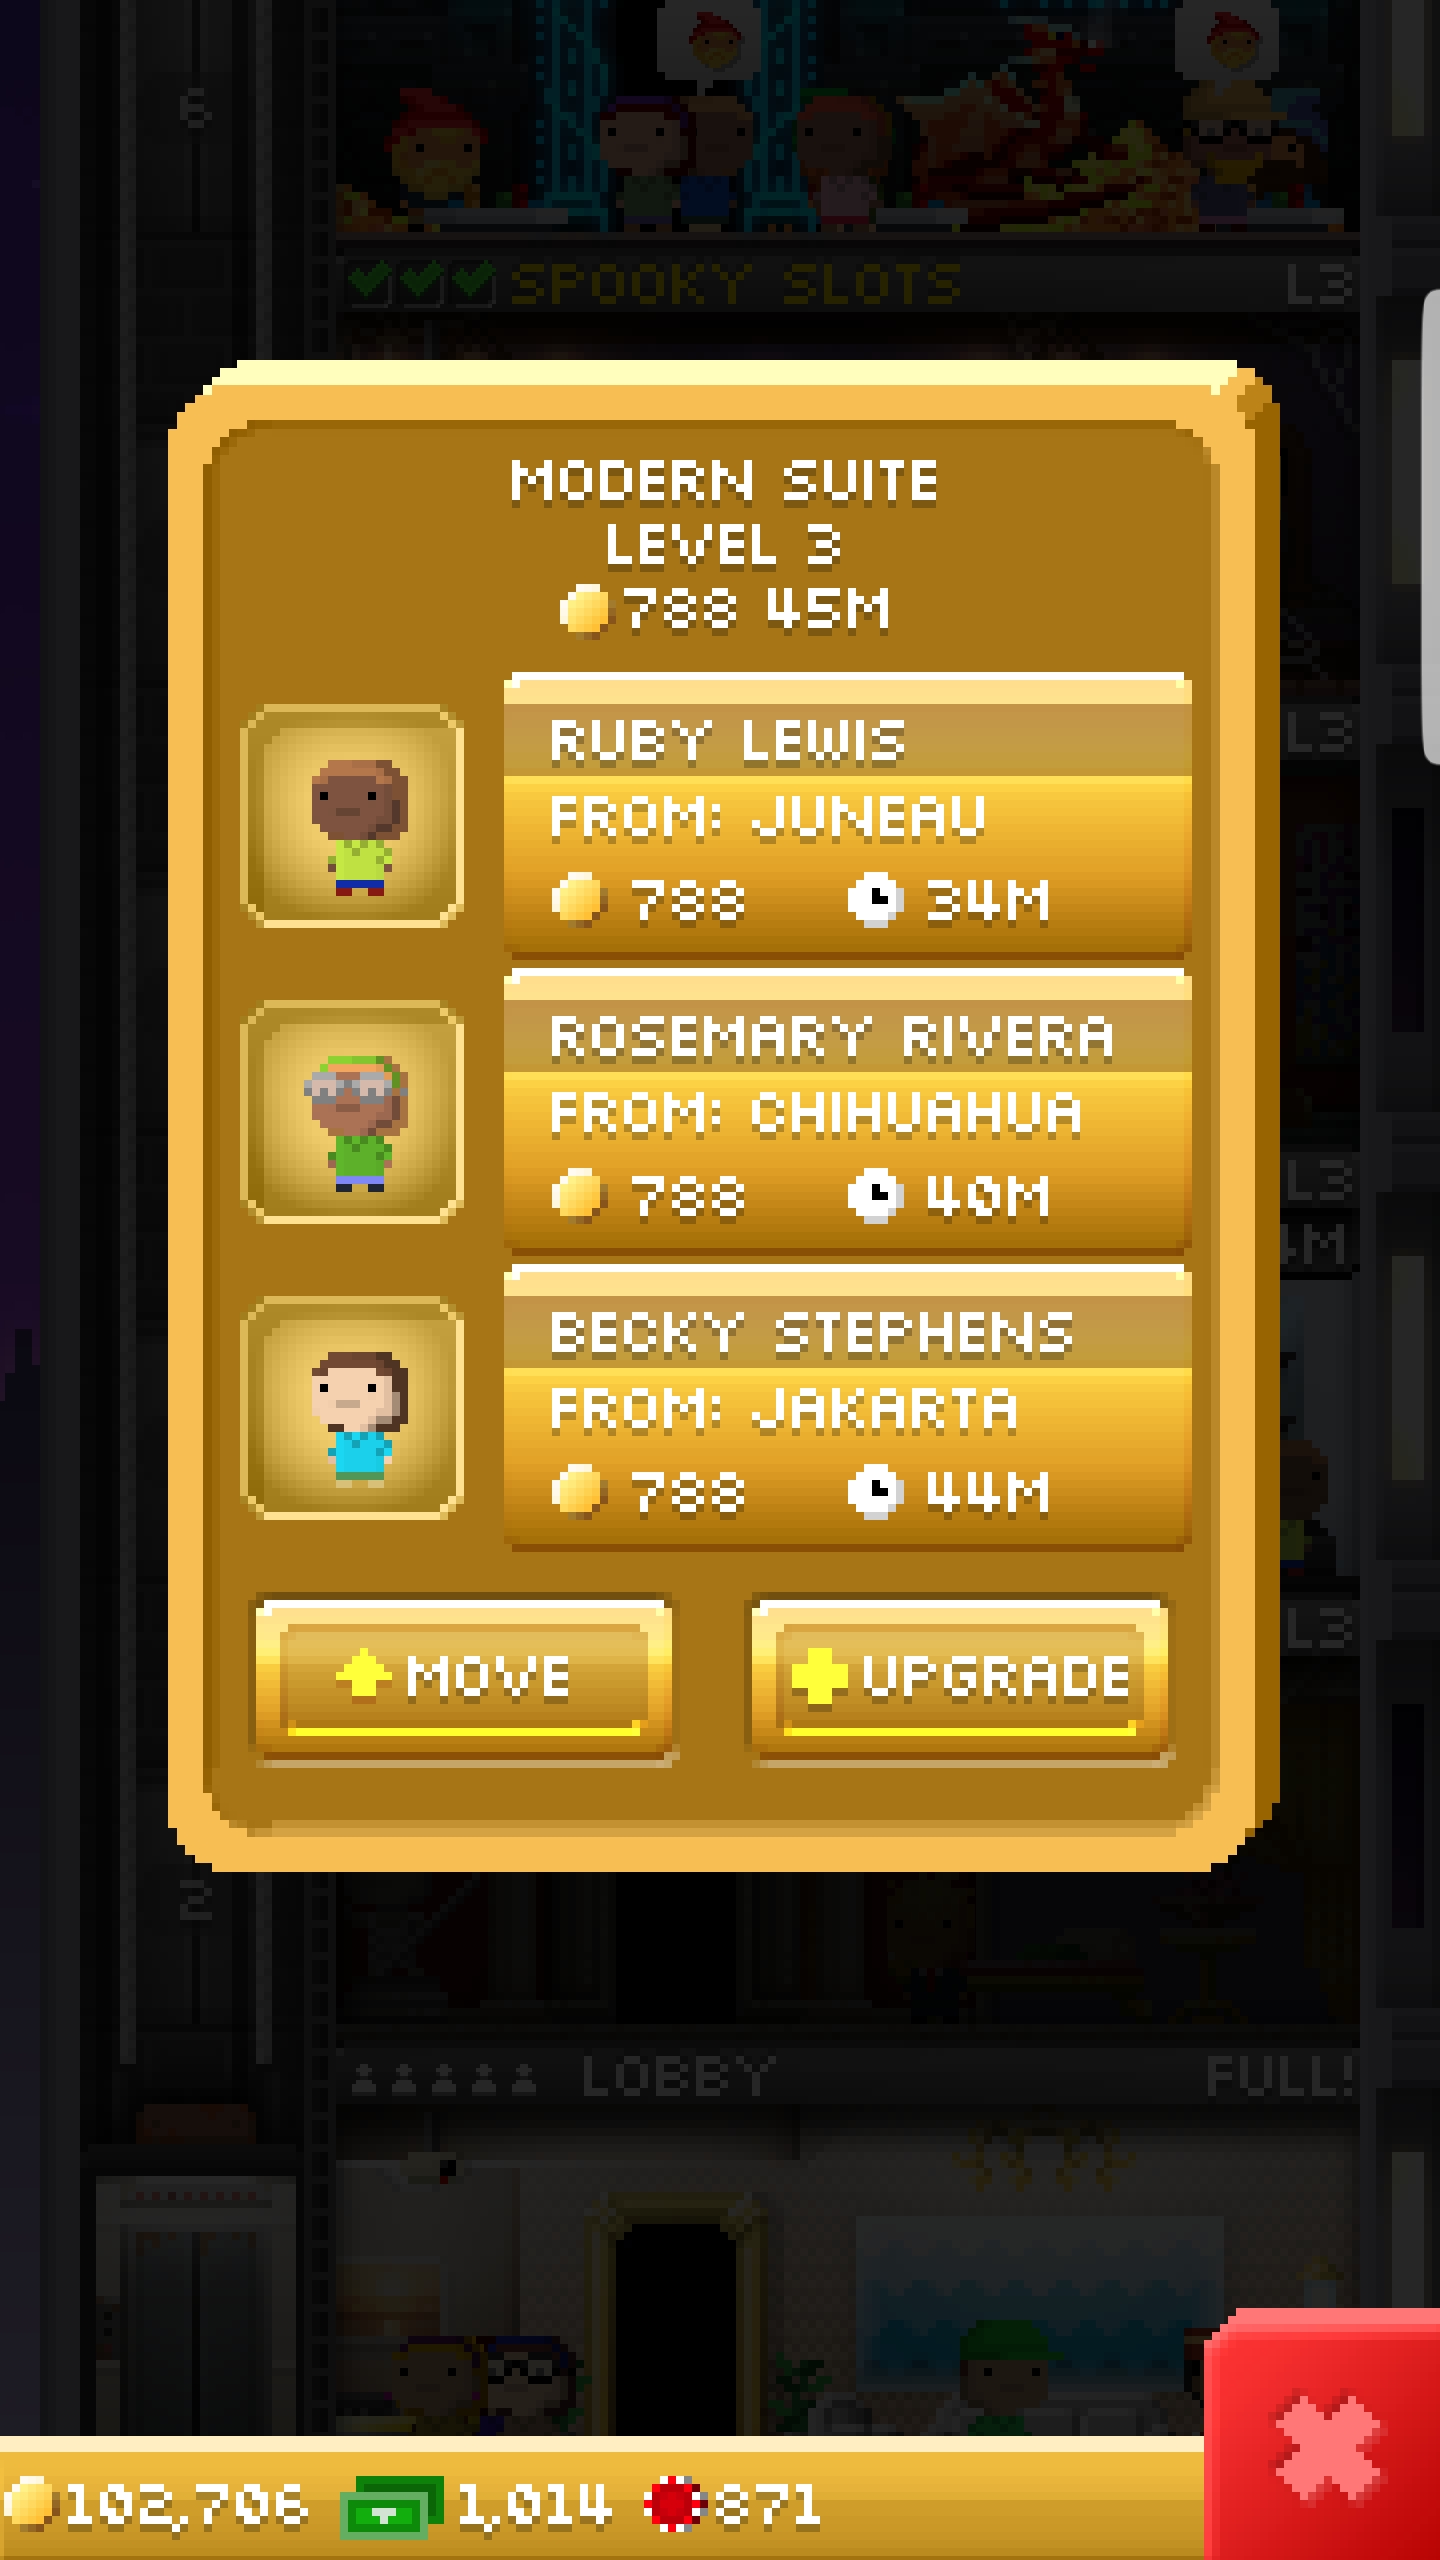 6
SPOOKY SLOTS L3
MODERN SUITE
LEVEL 3
788 45M
L3
RUBY LEWIS
FROM: JUNEAU
788 34M
ROSEMARY RIVERA
FROM: CHIHUAHUA
788 40M
L3
4M
BECKY STEPHENS
FROM: JAKARTA
788 44M
L3
MOVE UPGRADE
2
LOBBY FULL!
102,706 1,014 871